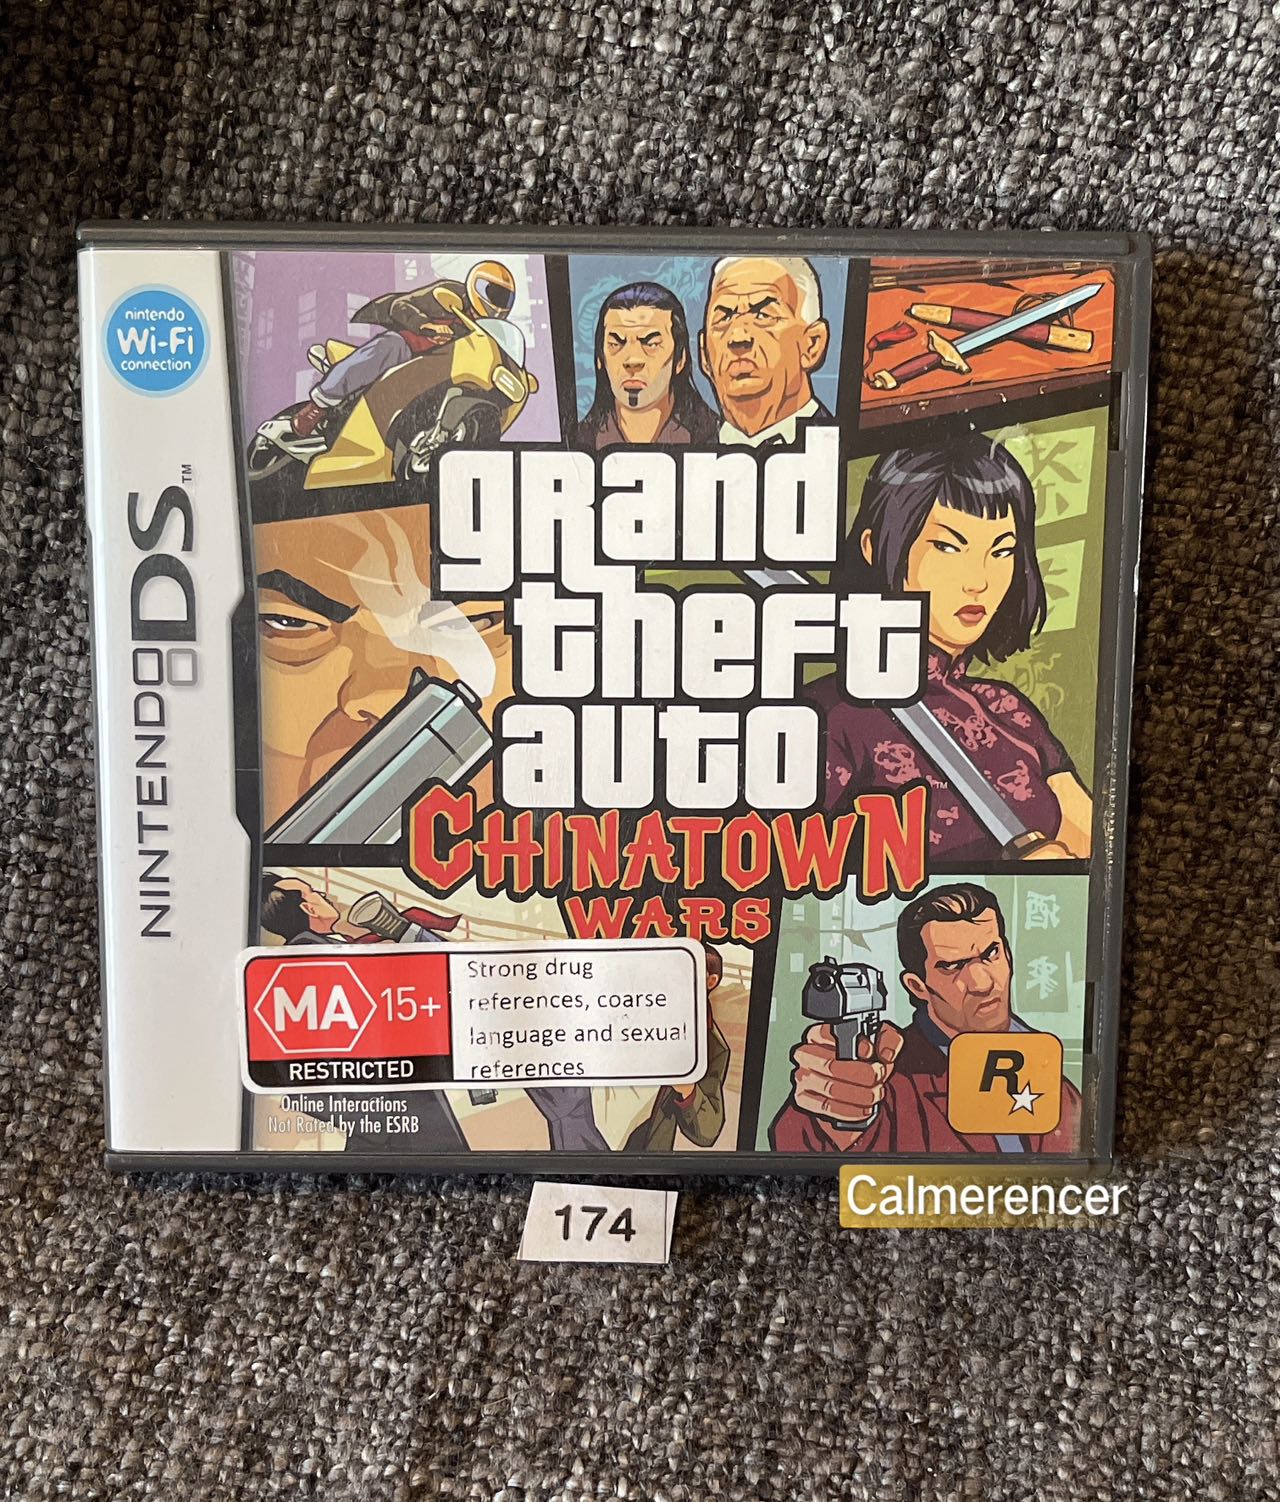 nintendo
Wi-Fi
connection
NINTENDO DS™
grand
theft
auto
™
CHINATOWN
WARS
MA 15+
RESTRICTED
Strong drug
references, coarse
language and sexual
references
Online Interactions
Not Rated by the ESRB
R
174
Calmerencer